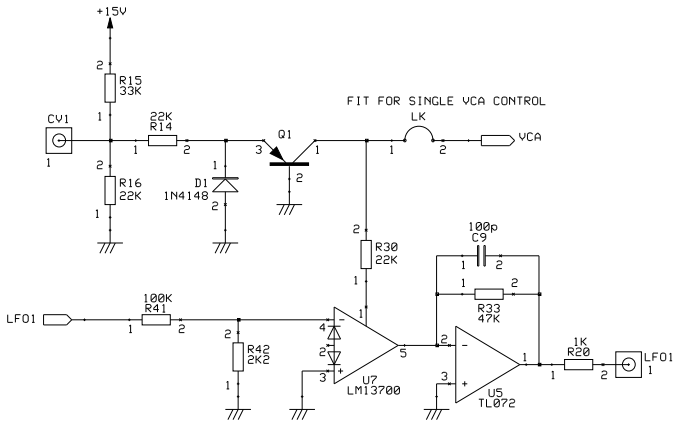 +15V
2
R15
33K
1
CV1
1
22K
R14
1
2
2
R16
22K
1
1
D1
1N4148
2
Q1
3
1
2
FIT FOR SINGLE VCA CONTROL
LK
1
2
VCA
2
R30
22K
1
100p
C9
1
2
1
2
R33
47K
LFO1
100K
R41
1
2
2
R42
2K2
1
1
4
-
2
3
+
5
U7
LM13700
2
-
3
+
1
U5
TL072
1K
R20
1
2
LFO1
1